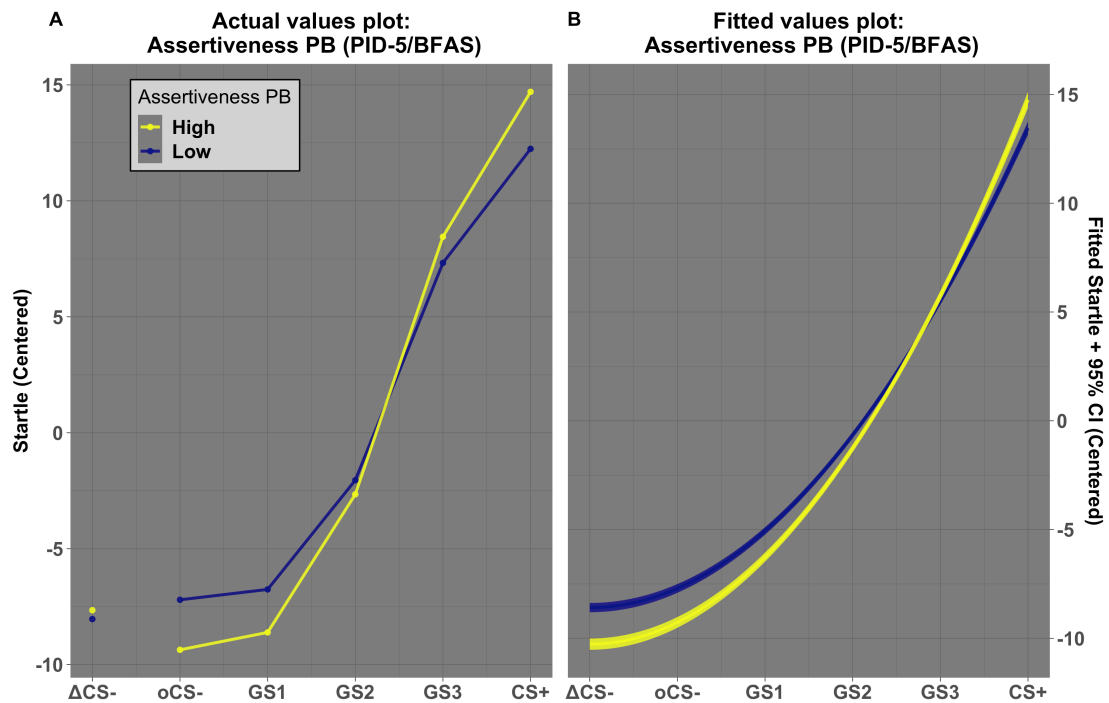 A
Actual values plot:
Assertiveness PB (PID-5/BFAS)
Startle (Centered)
15
10
5
0
-5
-10
Assertiveness PB
High
Low
ΔCS-
oCS-
GS1
GS2
GS3
CS+
B
Fitted values plot:
Assertiveness PB (PID-5/BFAS)
15
10
5
0
-5
-10
Fitted Startle + 95% CI (Centered)
ΔCS-
oCS-
GS1
GS2
GS3
CS+